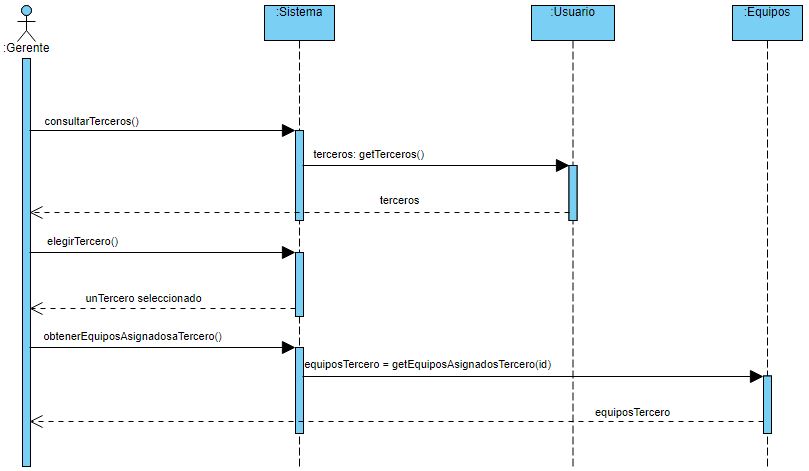 :Sistema
:Usuario
:Equipos
:Gerente
consultarTerceros()
terceros: getTerceros()
terceros
elegirTercero()
unTercero seleccionado
obtenerEquiposAsignadosaTercero()
equiposTercero = getEquiposAsignadosTercero(id)
equiposTercero